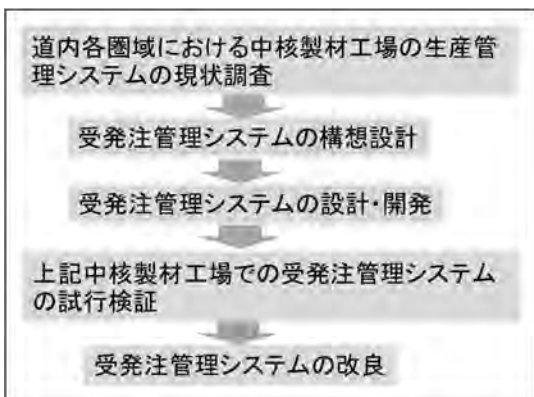 道内各圏域における中核製材工場の生産管
理システムの現状調査
受発注管理システムの構想設計
受発注管理システムの設計・開発
上記中核製材工場での受発注管理システム
の試行検証
受発注管理システムの改良